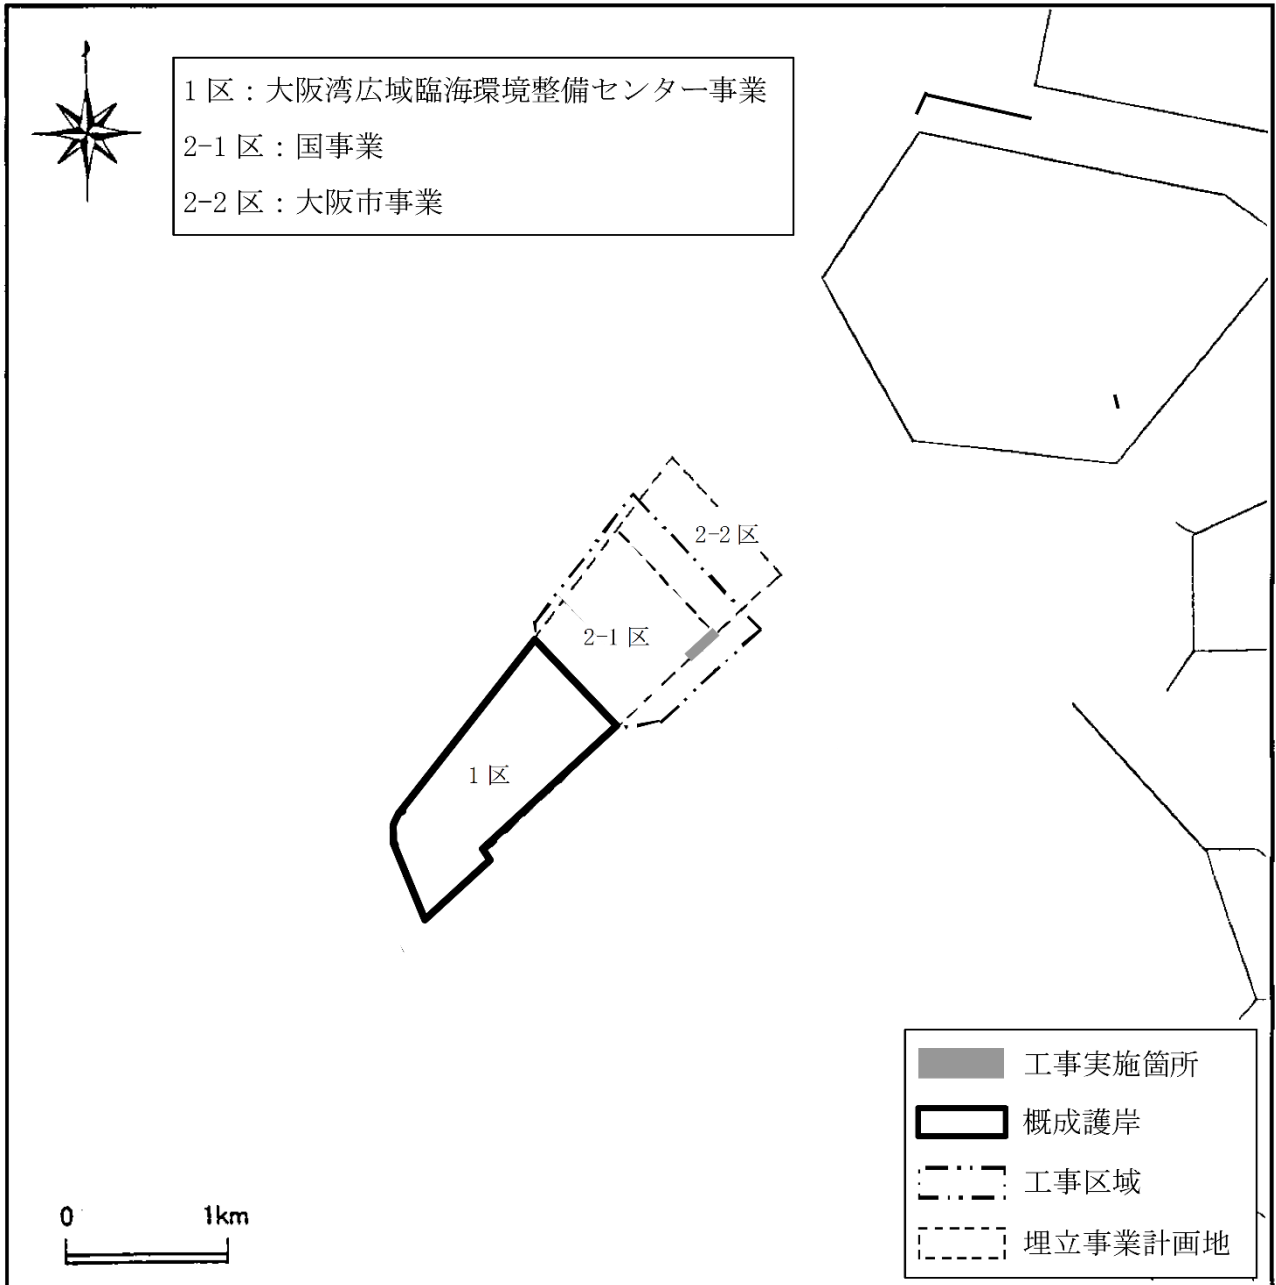 1 区：大阪湾広域臨海環境整備センター事業
2-1 区：国事業
2-2 区：大阪市事業
2-2 区
2-1 区
1 区
工事実施箇所
概成護岸
工事区域
埋立事業計画地
0 1km